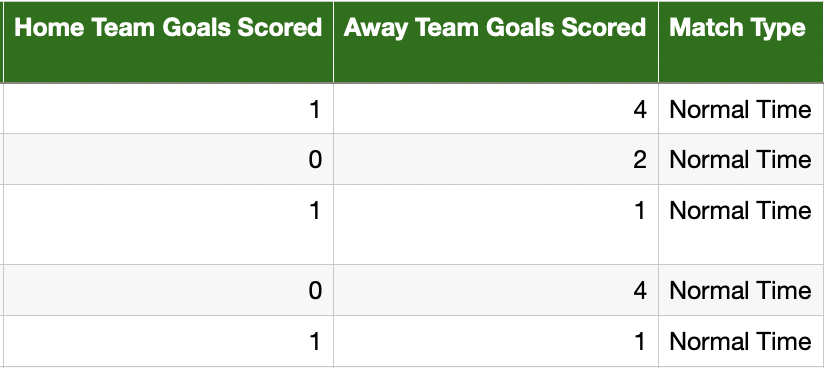 Home Team Goals Scored Away Team Goals Scored Match Type
1 4 Normal Time
0 2 Normal Time
1 1 Normal Time
0 4 Normal Time
1 1 Normal Time